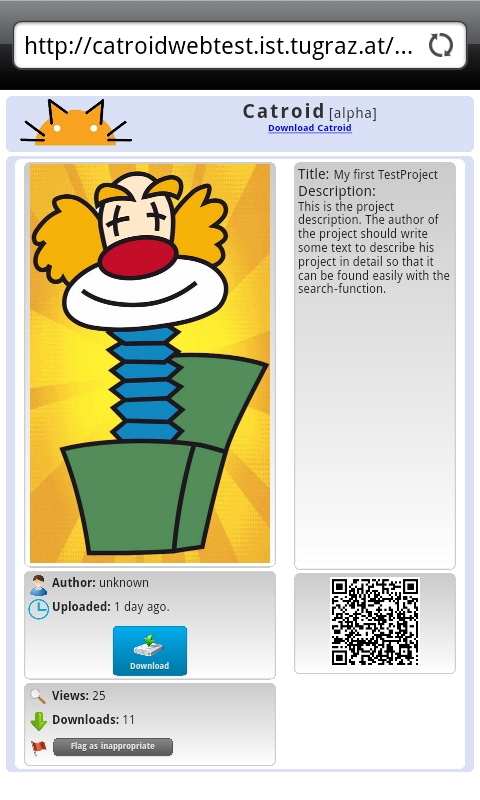 http://catroidwebtest.ist.tugraz.at/...
Catroid [alpha]
Download Catroid
Title: My first TestProject
Description:
This is the project
description. The author of
the project should write
some text to describe his
project in detail so that it
can be found easily with the
search-function.
Author: unknown
Uploaded: 1 day ago.
Download
Views: 25
Downloads: 11
Flag as inappropriate